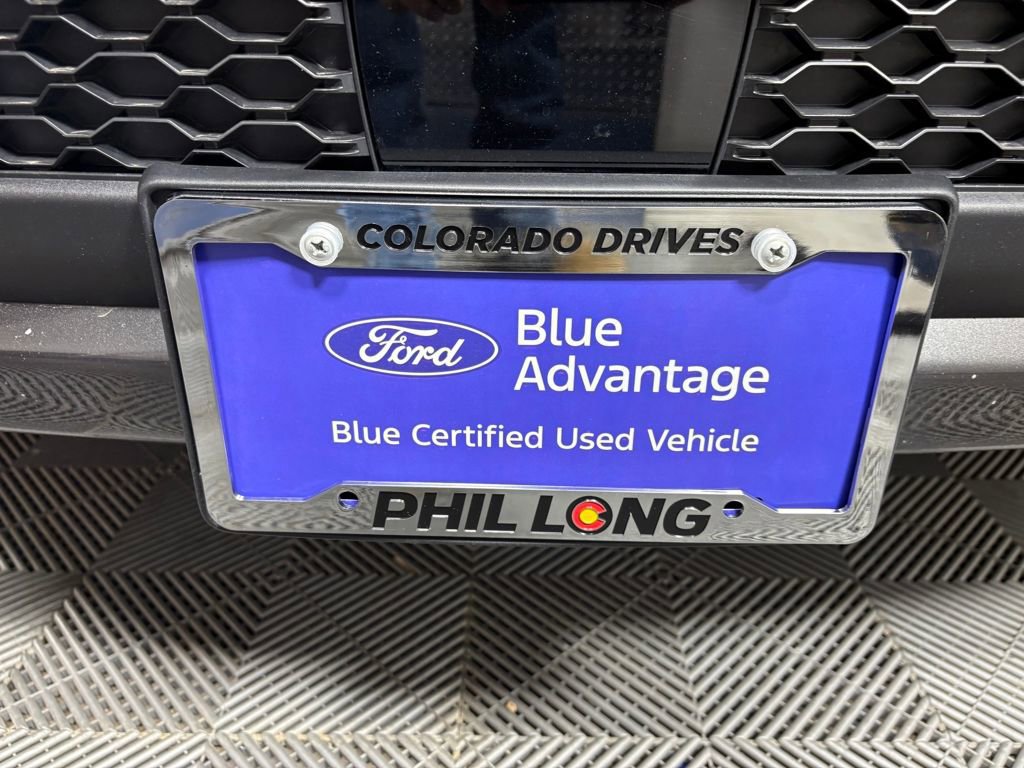 COLORADO DRIVES
Ford
Blue
Advantage
Blue Certified Used Vehicle
PHIL LONG